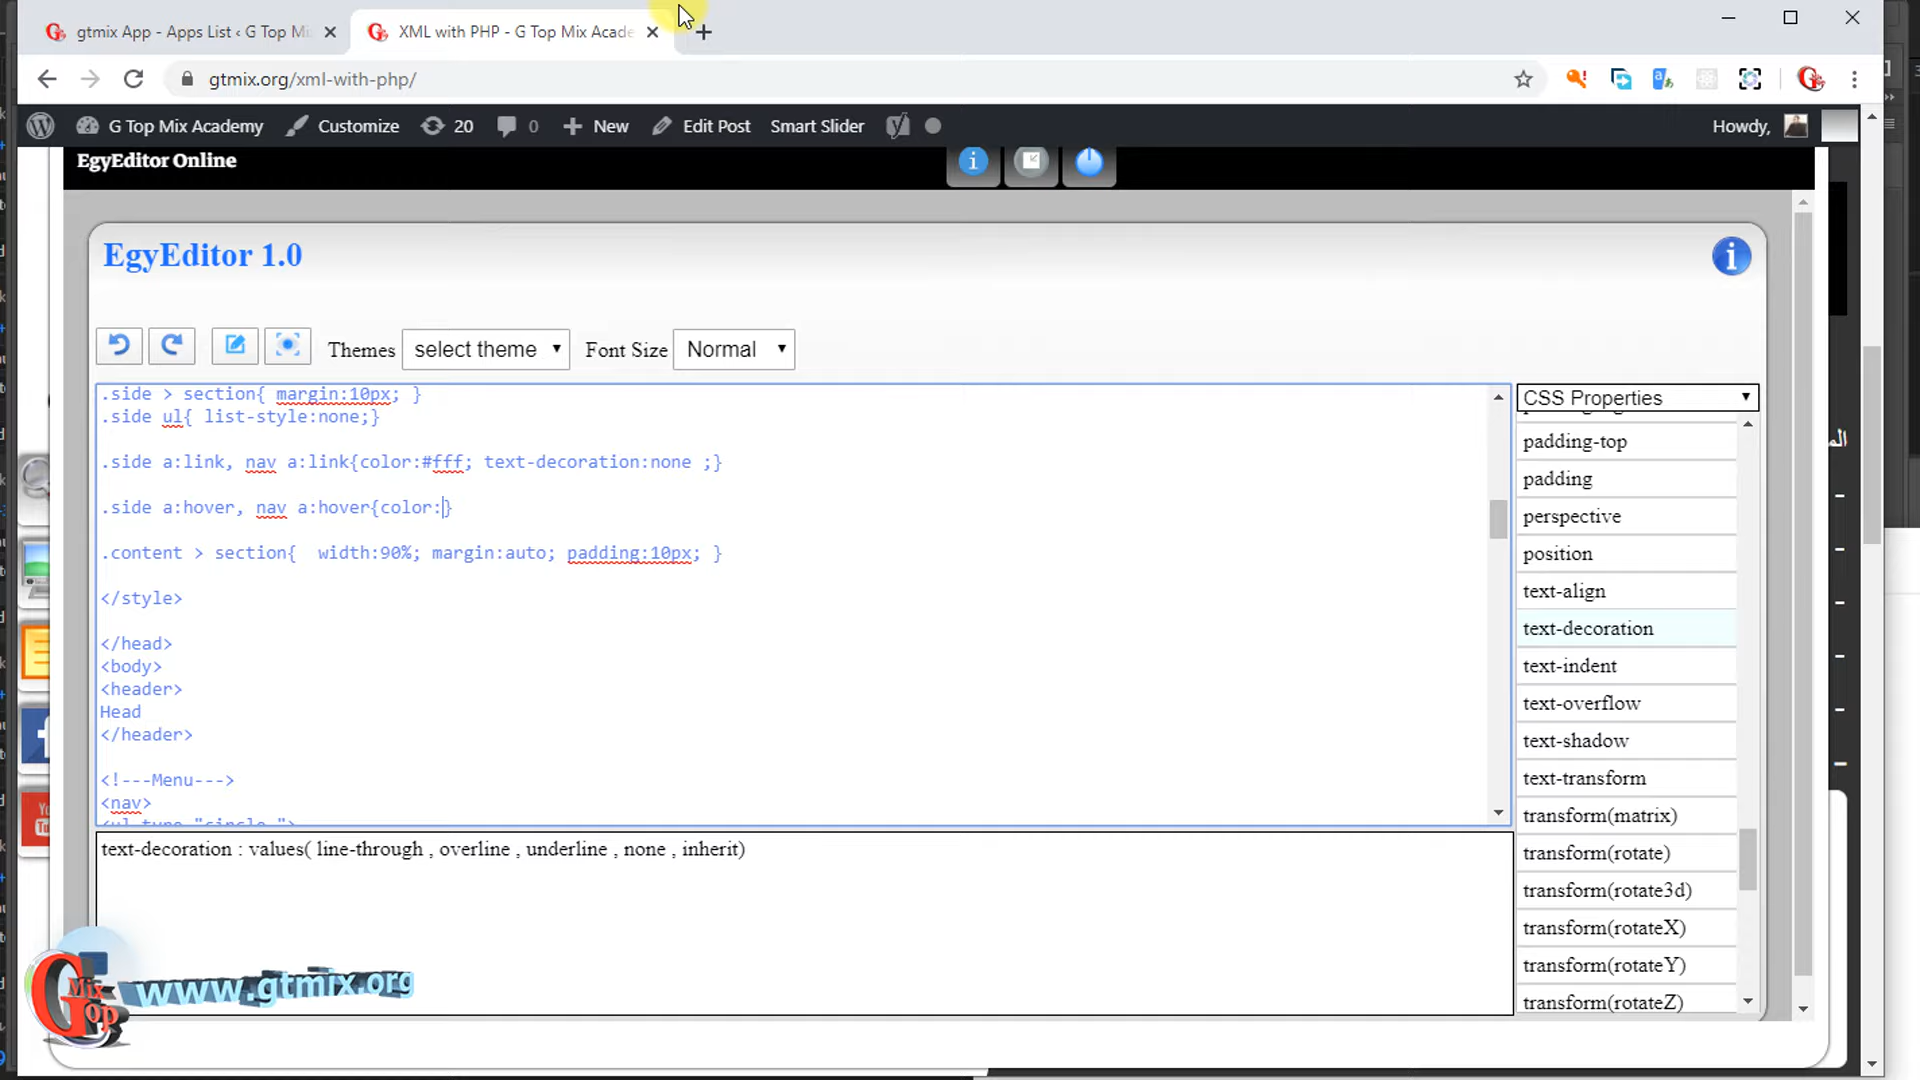 gtmix App - Apps List ‹ G Top Mi
XML with PHP - G Top Mix Acade
gtmix.org/xml-with-php/
G Top Mix Academy
Customize
20
0
New
Edit Post
Smart Slider
Howdy,
EgyEditor Online
EgyEditor 1.0
Themes
select theme
Font Size
Normal
.side > section{ margin:10px; }
.side ul{ list-style:none;}
.side a:link, nav a:link{color:#fff; text-decoration:none ;}
.side a:hover, nav a:hover{color:}
.content > section{  width:90%; margin:auto; padding:10px; }
</style>
</head>
<body>
<header>
Head
</header>
<!---Menu--->
<nav>
<ul type "circle ">
CSS Properties
padding-top
padding
perspective
position
text-align
text-decoration
text-indent
text-overflow
text-shadow
text-transform
transform(matrix)
transform(rotate)
transform(rotate3d)
transform(rotateX)
transform(rotateY)
transform(rotateZ)
text-decoration : values( line-through , overline , underline , none , inherit)
G Mix Top
www.gtmix.org